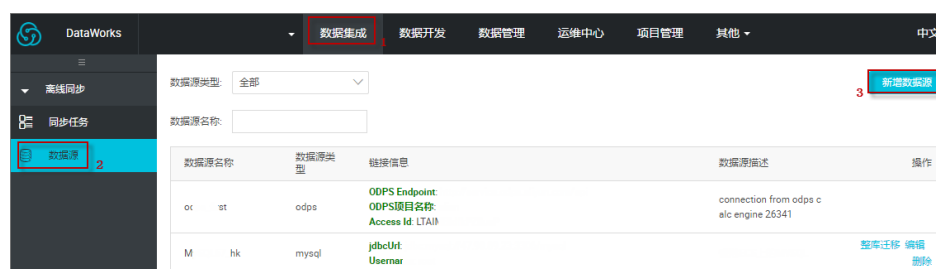 DataWorks 数据集成 1 数据开发 数据管理 运维中心 项目管理 其他 中文
离线同步
同步任务
数据源 2
数据源类型: 全部
新增数据源 3
数据源名称:
数据源名称 数据源类型 链接信息 数据源描述 操作
odps
ODPS Endpoint:
ODPS项目名称:
Access Id: LTAI
connection from odps c
alc engine 26341
M hk mysql
jdbcUrl:
Usernar
整库迁移 编辑
删除